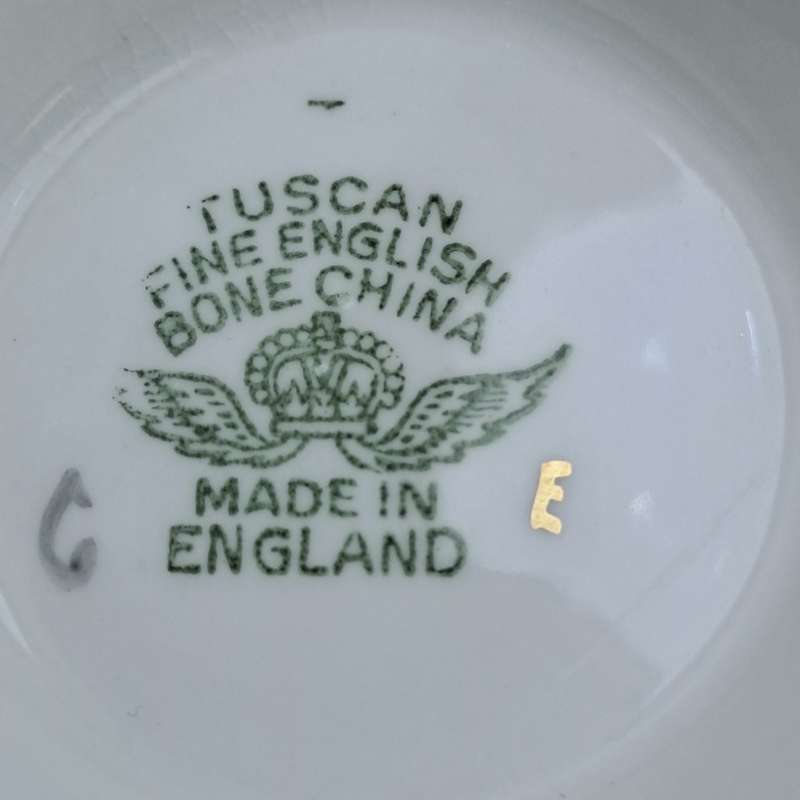 TUSCAN
FINE ENGLISH
BONE CHINA
MADE IN
ENGLAND
E